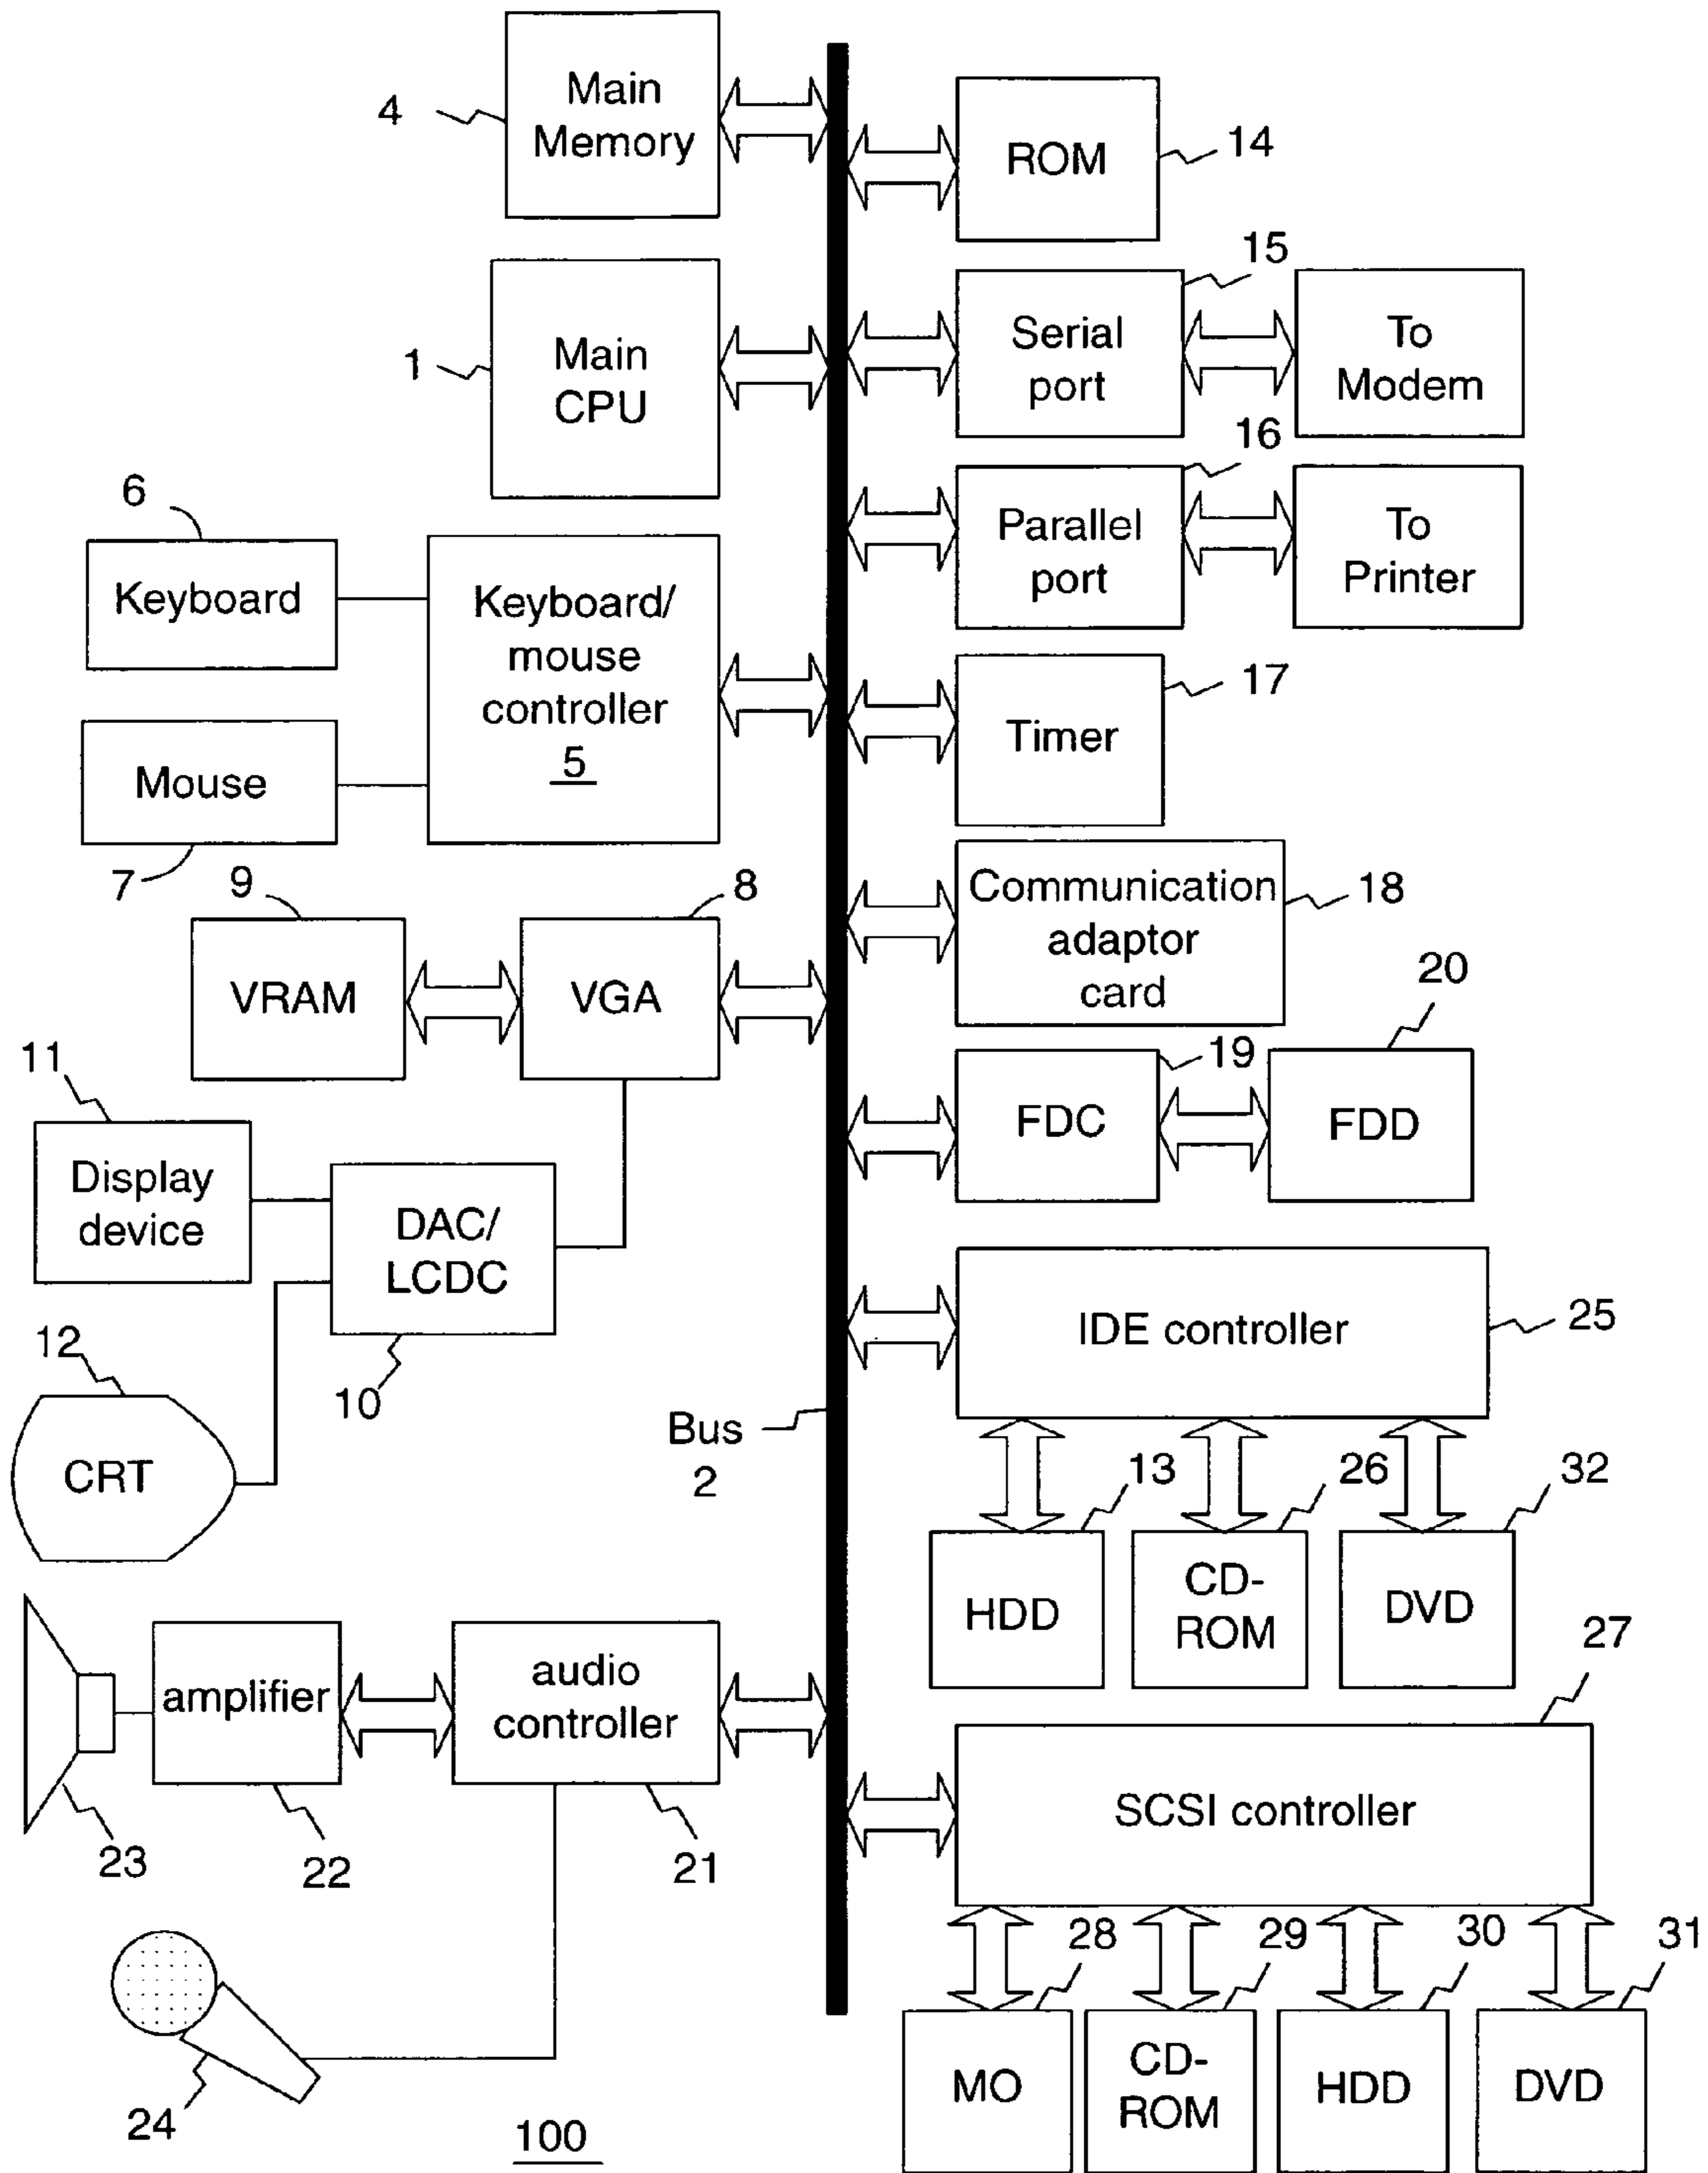 Main
Memory
4
ROM
14
Main
CPU
1
Serial
port
15
To
Modem
Parallel
port
16
To
Printer
6
Keyboard
Keyboard/
mouse
controller
5
Mouse
7
Timer
17
Communication
adaptor
card
18
9
VRAM
8
VGA
FDC
19
20
FDD
11
Display
device
DAC/
LCDC
10
12
CRT
IDE controller
25
Bus
2
13
HDD
26
CD-
ROM
32
DVD
amplifier
audio
controller
23
22
21
27
SCSI controller
28
MO
29
CD-
ROM
30
HDD
31
DVD
24
100